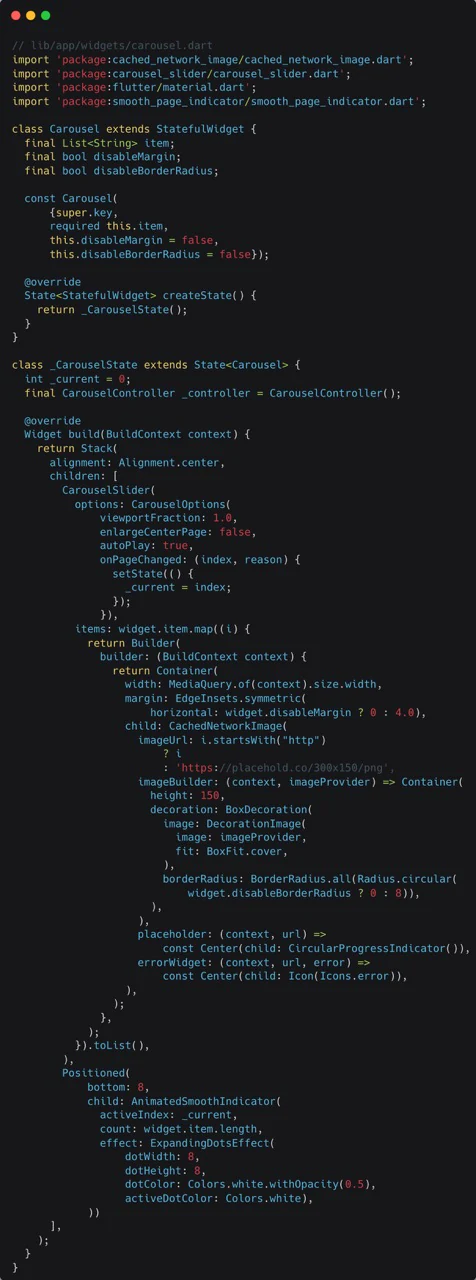 // lib/app/widgets/carousel.dart
import 'package:cached_network_image/cached_network_image.dart';
import 'package:carousel_slider/carousel_slider.dart';
import 'package:flutter/material.dart';
import 'package:smooth_page_indicator/smooth_page_indicator.dart';

class Carousel extends StatefulWidget {
  final List<String> item;
  final bool disableMargin;
  final bool disableBorderRadius;

  const Carousel(
      {super.key,
      required this.item,
      this.disableMargin = false,
      this.disableBorderRadius = false});

  @override
  State<StatefulWidget> createState() {
    return _CarouselState();
  }
}

class _CarouselState extends State<Carousel> {
  int _current = 0;
  final CarouselController _controller = CarouselController();

  @override
  Widget build(BuildContext context) {
    return Stack(
      alignment: Alignment.center,
      children: [
        CarouselSlider(
          options: CarouselOptions(
              viewportFraction: 1.0,
              enlargeCenterPage: false,
              autoPlay: true,
              onPageChanged: (index, reason) {
                setState(() {
                  _current = index;
                });
              }),
          items: widget.item.map((i) {
            return Builder(
              builder: (BuildContext context) {
                return Container(
                  width: MediaQuery.of(context).size.width,
                  margin: EdgeInsets.symmetric(
                      horizontal: widget.disableMargin ? 0 : 4.0),
                  child: CachedNetworkImage(
                    imageUrl: i.startsWith("http")
                        ? i
                        : 'https://placehold.co/300x150/png',
                    imageBuilder: (context, imageProvider) => Container(
                      height: 150,
                      decoration: BoxDecoration(
                        image: DecorationImage(
                          image: imageProvider,
                          fit: BoxFit.cover,
                        ),
                        borderRadius: BorderRadius.all(Radius.circular(
                            widget.disableBorderRadius ? 0 : 8)),
                      ),
                    ),
                    placeholder: (context, url) =>
                        const Center(child: CircularProgressIndicator()),
                    errorWidget: (context, url, error) =>
                        const Center(child: Icon(Icons.error)),
                  ),
                );
              },
            );
          }).toList(),
        ),
        Positioned(
            bottom: 8,
            child: AnimatedSmoothIndicator(
              activeIndex: _current,
              count: widget.item.length,
              effect: ExpandingDotsEffect(
                  dotWidth: 8,
                  dotHeight: 8,
                  dotColor: Colors.white.withOpacity(0.5),
                  activeDotColor: Colors.white),
            ))
      ],
    );
  }
}